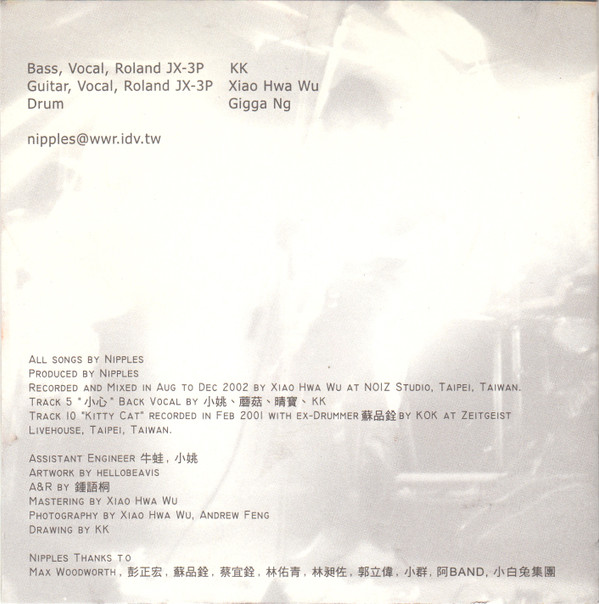 Bass, Vocal, Roland JX-3P KK
Guitar, Vocal, Roland JX-3P Xiao Hwa Wu
Drum Gigga Ng
nipples@wwr.idv.tw
All songs by Nipples
Produced by Nipples
Recorded and Mixed in Aug to Dec 2002 by Xiao Hwa Wu at NOIZ Studio, Taipei, Taiwan.
Track 5 "小心" Back Vocal by 小姚、蘑菇、晴寶、KK
Track 10 "Kitty Cat" recorded in Feb 2001 with ex-Drummer 蘇品銓 by KOK at Zeitgeist
Livehouse, Taipei, Taiwan.
Assistant Engineer 牛蛙, 小姚
Artwork by hellobeavis
A&R by 鍾語桐
Mastering by Xiao Hwa Wu
Photography by Xiao Hwa Wu, Andrew Feng
Drawing by KK
Nipples Thanks to
Max Woodworth, 彭正宏, 蘇品銓, 蔡宜銓, 林佑青, 林昶佐, 郭立偉, 小群, 阿BAND, 小白兔集團